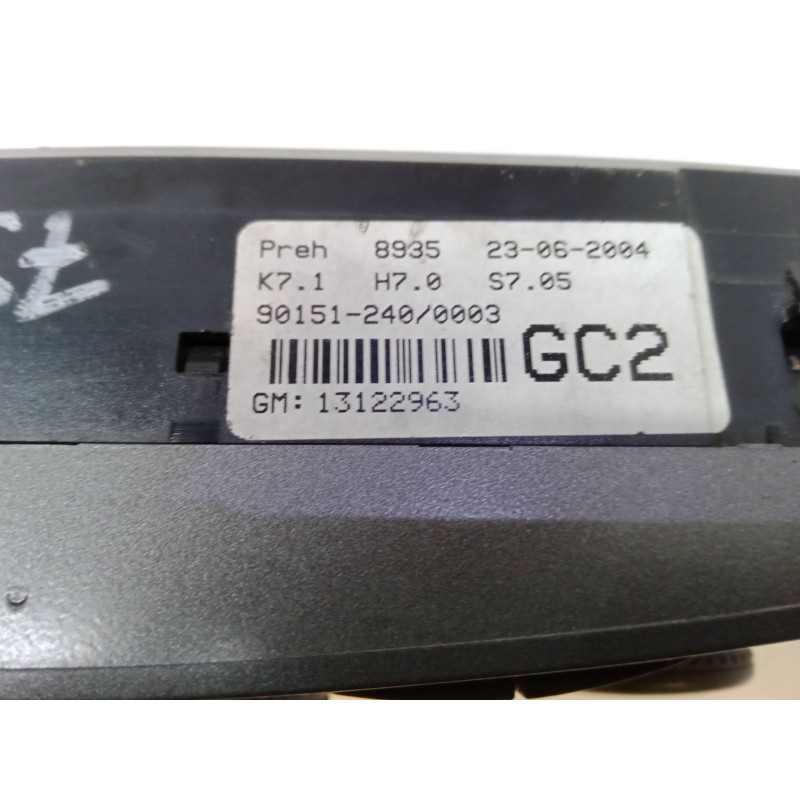 Preh 8935 23-06-2004
K7.1 H7.0 S7.05
90151-240/0003
GC2
GM: 13122963